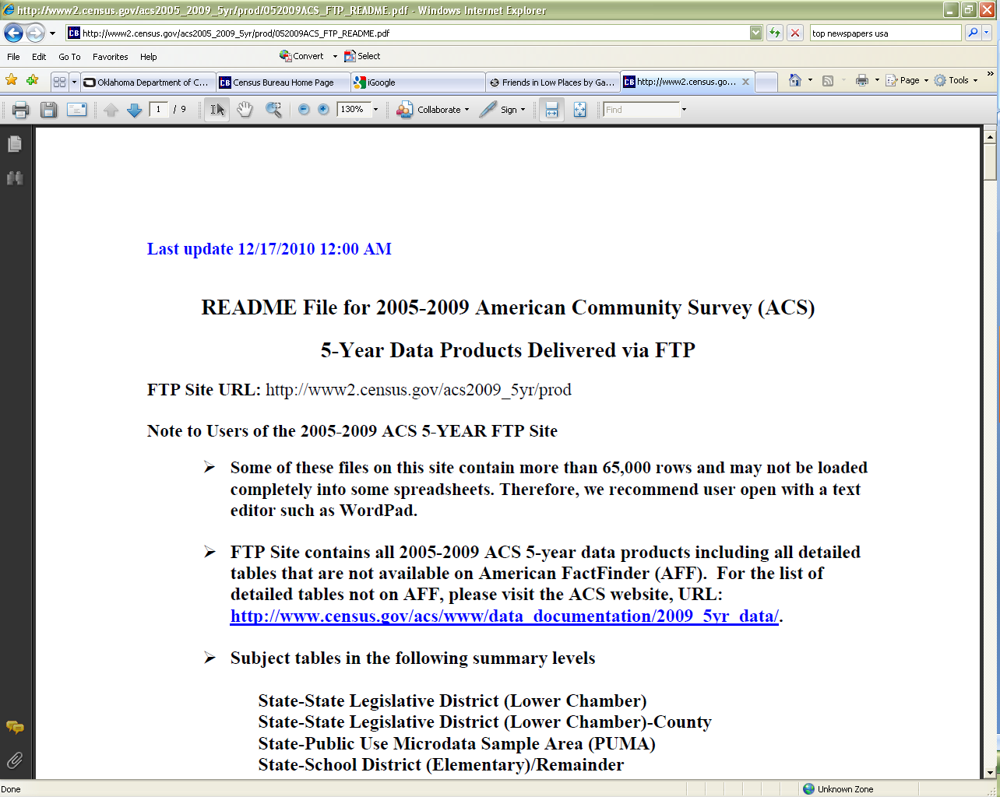 http://www2.census.gov/acs2005_2009_5yr/prod/052009ACS_FTP_README.pdf - Windows Internet Explorer
http://www2.census.gov/acs2005_2009_5yr/prod/052009ACS_FTP_README.pdf
top newspapers usa
File Edit Go To Favorites Help
Convert Select
Oklahoma Department of C... Census Bureau Home Page iGoogle Friends in Low Places by Ga... http://www2.census.go... Page Tools
1 / 9 130% Collaborate Sign Find
Last update 12/17/2010 12:00 AM
README File for 2005-2009 American Community Survey (ACS)
5-Year Data Products Delivered via FTP
FTP Site URL: http://www2.census.gov/acs2009_5yr/prod
Note to Users of the 2005-2009 ACS 5-YEAR FTP Site
➢ Some of these files on this site contain more than 65,000 rows and may not be loaded
completely into some spreadsheets. Therefore, we recommend user open with a text
editor such as WordPad.
➢ FTP Site contains all 2005-2009 ACS 5-year data products including all detailed
tables that are not available on American FactFinder (AFF).  For the list of
detailed tables not on AFF, please visit the ACS website, URL:
http://www.census.gov/acs/www/data_documentation/2009_5yr_data/.
➢ Subject tables in the following summary levels
State-State Legislative District (Lower Chamber)
State-State Legislative District (Lower Chamber)-County
State-Public Use Microdata Sample Area (PUMA)
State-School District (Elementary)/Remainder
Done Unknown Zone